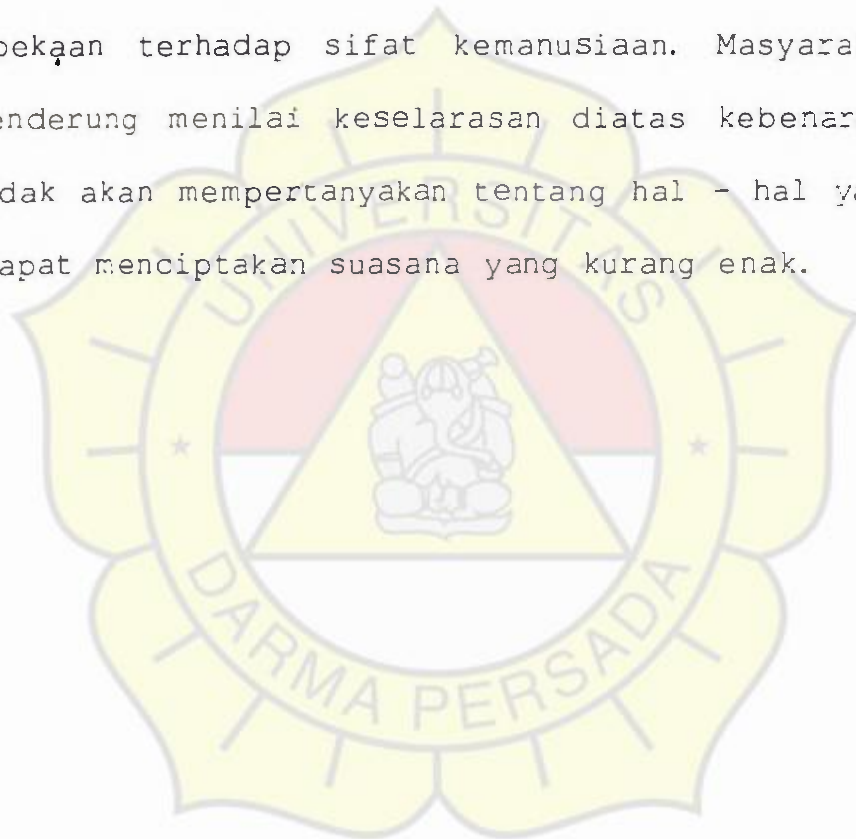 pekaan terhadap sifat kemanusiaan. Masyara
enderung menilai keselarasan diatas kebenar
dak akan mempertanyakan tentang hal - hal ya
apat menciptakan suasana yang kurang enak.
UNIVERSITAS
DARMA PERSADA